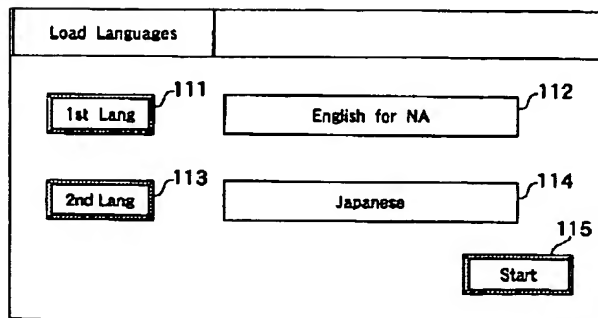 Load Languages
111
112
1st Lang
English for NA
113
114
2nd Lang
Japanese
115
Start